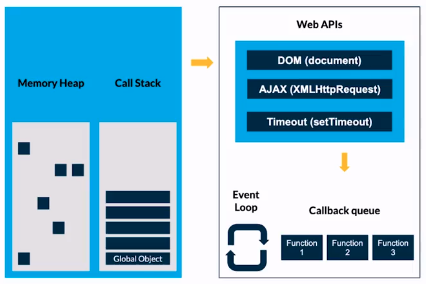 Memory Heap
Call Stack
Global Object
Web APIs
DOM (document)
AJAX (XMLHttpRequest)
Timeout (setTimeout)
Event
Loop
Callback queue
Function
1
Function
2
Function
3